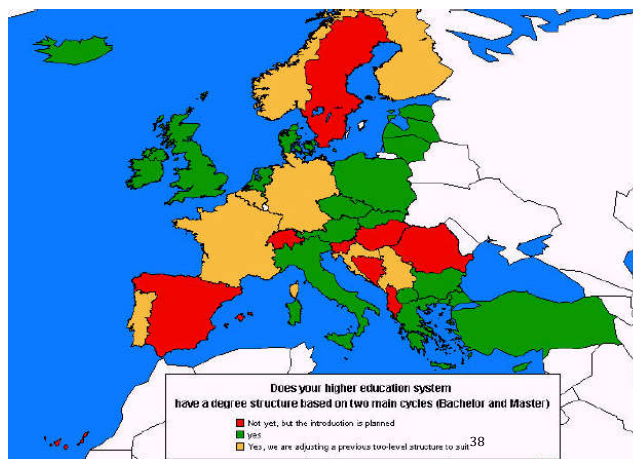 Does your higher education system
have a degree structure based on two main cycles (Bachelor and Master)
Not yet, but the introduction is planned
yes
Yes, we are adjusting a previous two-level structure to suit
38